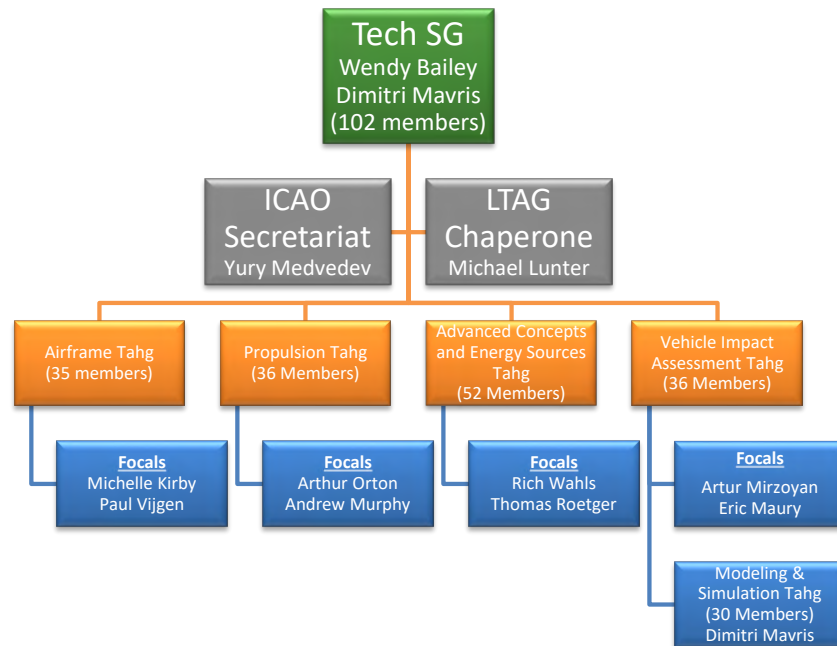 Tech SG
Wendy Bailey
Dimitri Mavris
(102 members)
ICAO
Secretariat
Yury Medvedev
LTAG
Chaperone
Michael Lunter
Airframe Tahg
(35 members)
Propulsion Tahg
(36 Members)
Advanced Concepts
and Energy Sources
Tahg
(52 Members)
Vehicle Impact
Assessment Tahg
(36 Members)
Focals
Michelle Kirby
Paul Vijgen
Focals
Arthur Orton
Andrew Murphy
Focals
Rich Wahls
Thomas Roetger
Focals
Artur Mirzoyan
Eric Maury
Modeling &
Simulation Tahg
(30 Members)
Dimitri Mavris